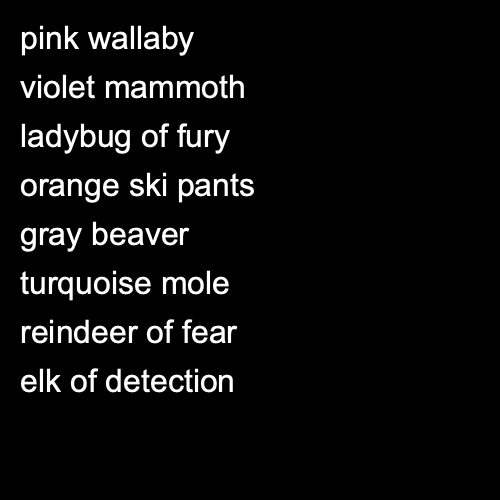 pink wallaby
violet mammoth
ladybug of fury
orange ski pants
gray beaver
turquoise mole
reindeer of fear
elk of detection